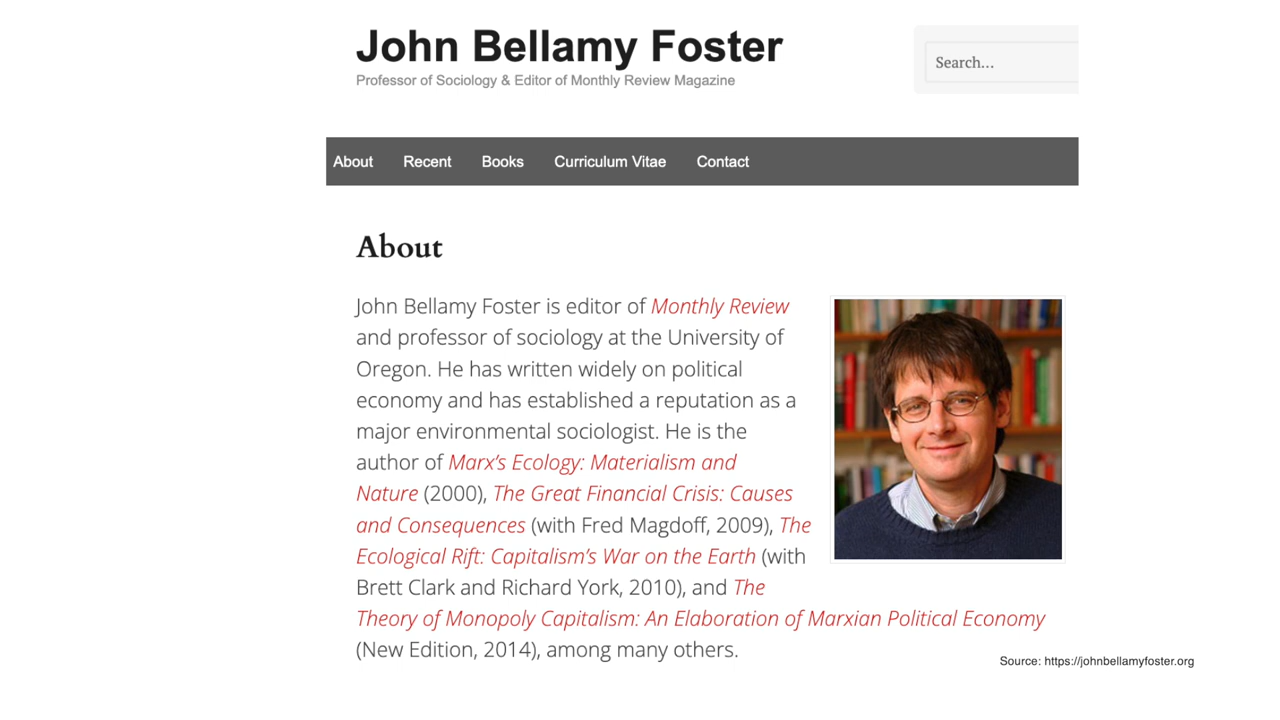 John Bellamy Foster
Professor of Sociology & Editor of Monthly Review Magazine
Search...
About Recent Books Curriculum Vitae Contact
About
John Bellamy Foster is editor of Monthly Review
and professor of sociology at the University of
Oregon. He has written widely on political
economy and has established a reputation as a
major environmental sociologist. He is the
author of Marx’s Ecology: Materialism and
Nature (2000), The Great Financial Crisis: Causes
and Consequences (with Fred Magdoff, 2009), The
Ecological Rift: Capitalism’s War on the Earth (with
Brett Clark and Richard York, 2010), and The
Theory of Monopoly Capitalism: An Elaboration of Marxian Political Economy
(New Edition, 2014), among many others.
Source: https://johnbellamyfoster.org